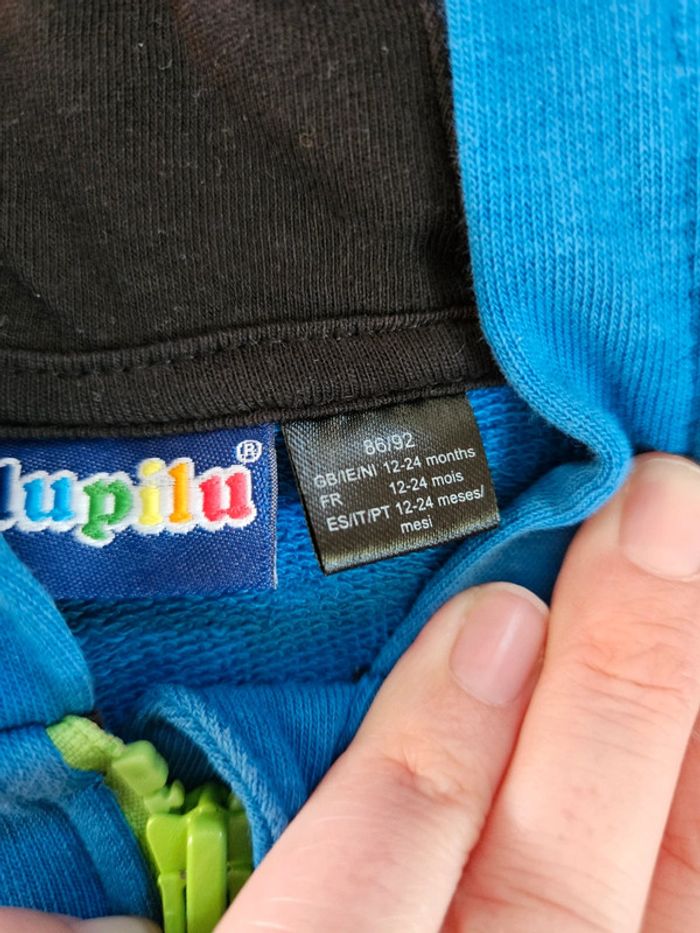 lupilu®
86/92
GB/IE/NI 12-24 months
FR 12-24 mois
ES/IT/PT 12-24 meses/
mesi